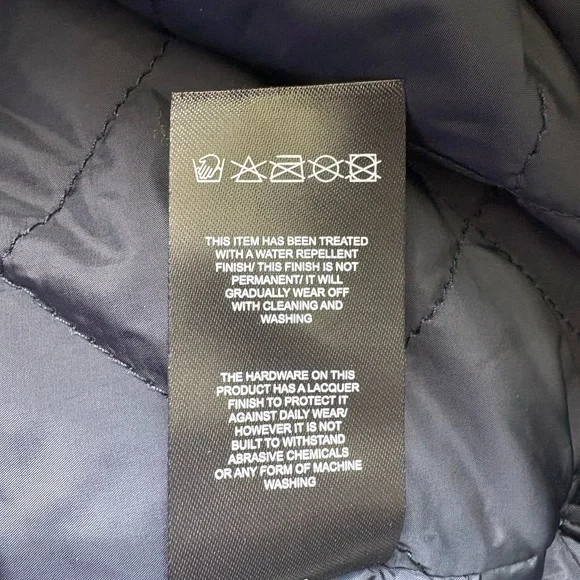 THIS ITEM HAS BEEN TREATED
WITH A WATER REPELLENT
FINISH/ THIS FINISH IS NOT
PERMANENT/ IT WILL
GRADUALLY WEAR OFF
WITH CLEANING AND
WASHING
THE HARDWARE ON THIS
PRODUCT HAS A LACQUER
FINISH TO PROTECT IT
AGAINST DAILY WEAR/
HOWEVER IT IS NOT
BUILT TO WITHSTAND
ABRASIVE CHEMICALS
OR ANY FORM OF MACHINE
WASHING